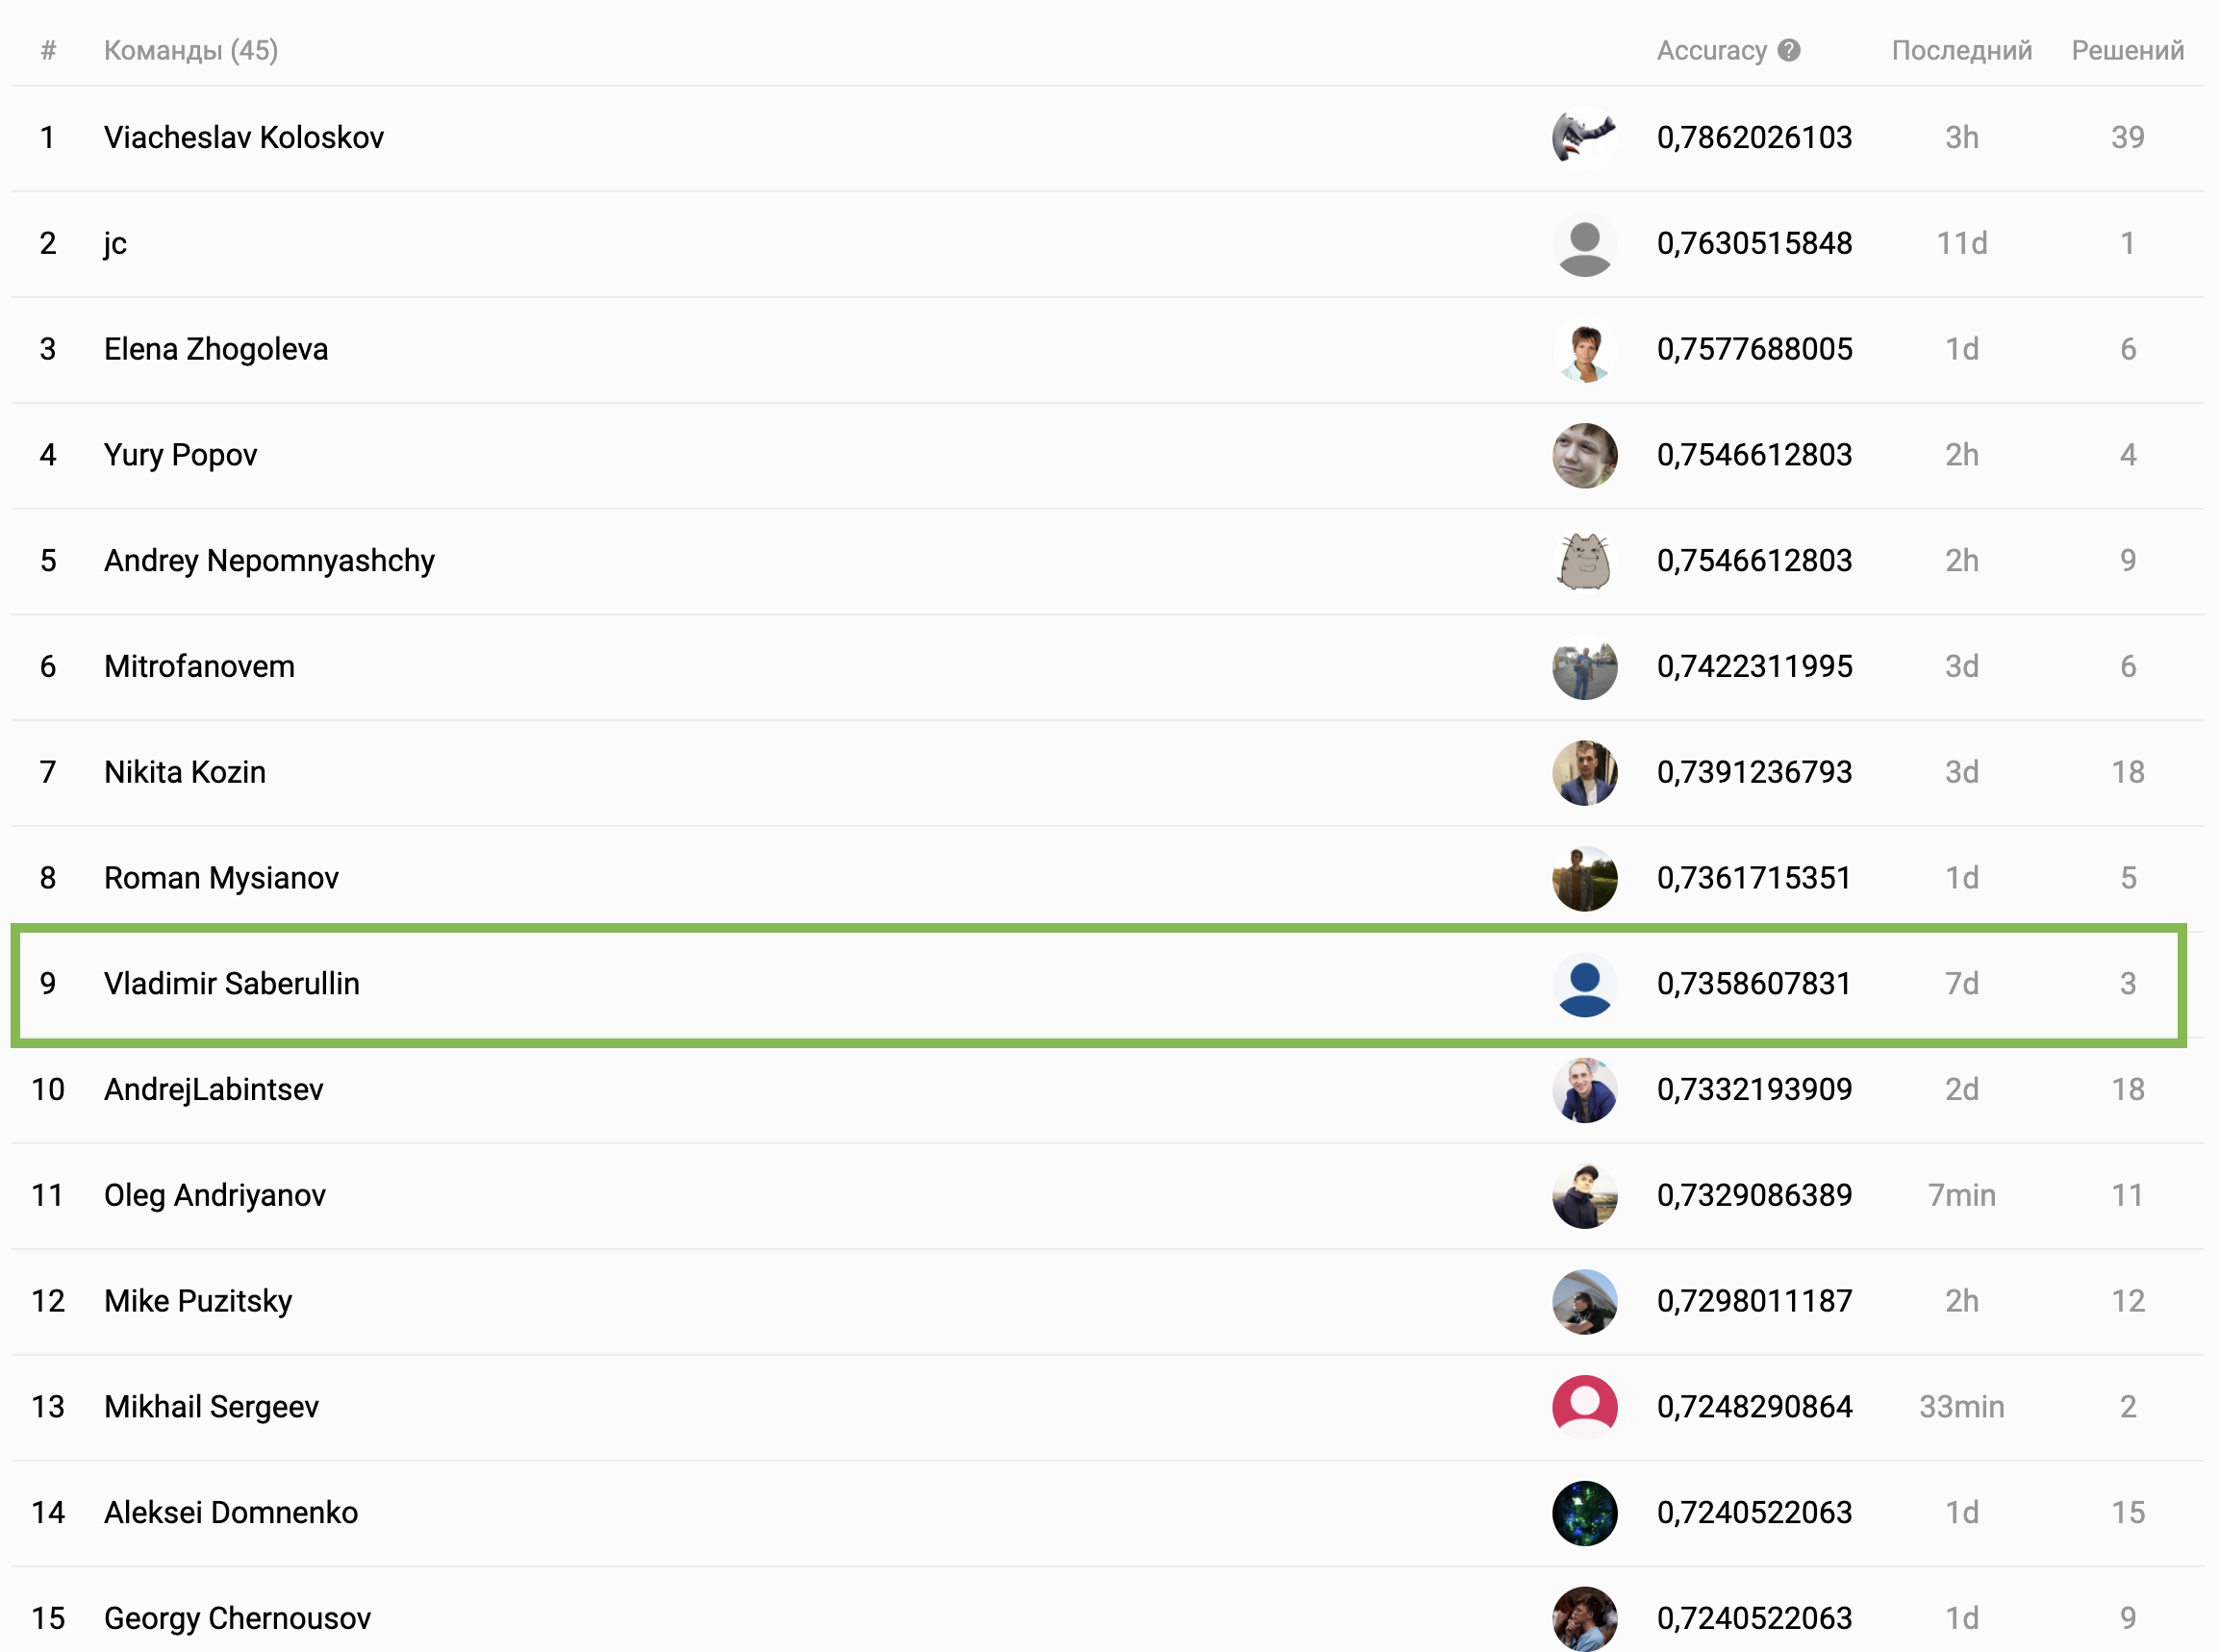 # Команды (45) Accuracy ? Последний Решений
1 Viacheslav Koloskov 0,7862026103 3h 39
2 jc 0,7630515848 11d 1
3 Elena Zhogoleva 0,7577688005 1d 6
4 Yury Popov 0,7546612803 2h 4
5 Andrey Nepomnyashchy 0,7546612803 2h 9
6 Mitrofanovem 0,7422311995 3d 6
7 Nikita Kozin 0,7391236793 3d 18
8 Roman Mysianov 0,7361715351 1d 5
9 Vladimir Saberullin 0,7358607831 7d 3
10 AndrejLabintsev 0,7332193909 2d 18
11 Oleg Andriyanov 0,7329086389 7min 11
12 Mike Puzitsky 0,7298011187 2h 12
13 Mikhail Sergeev 0,7248290864 33min 2
14 Aleksei Domnenko 0,7240522063 1d 15
15 Georgy Chernousov 0,7240522063 1d 9